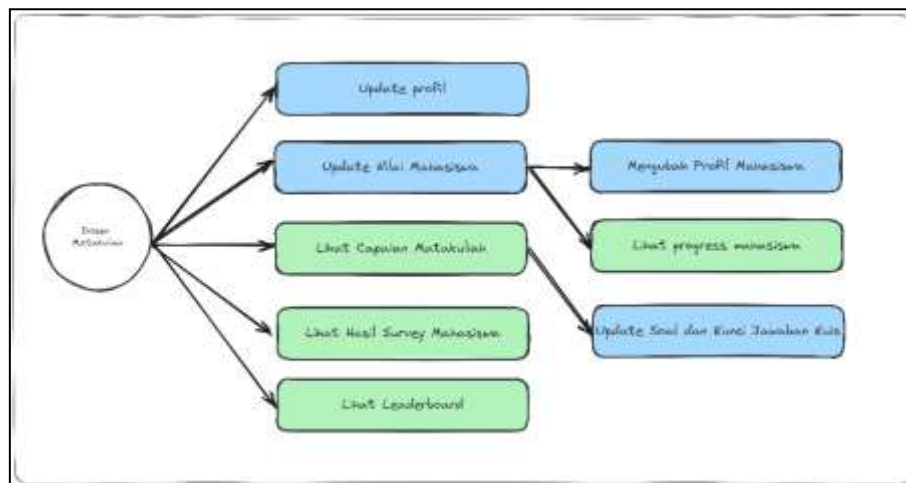 Dosen
Matakuliah
Update profil
Update Nilai Mahasiswa
Lihat Capaian Matakuliah
Lihat Hasil Survey Mahasiswa
Lihat Leaderboard
Mengubah Profil Mahasiswa
Lihat progress mahasiswa
Update Soal dan Kunci Jawaban Kuis